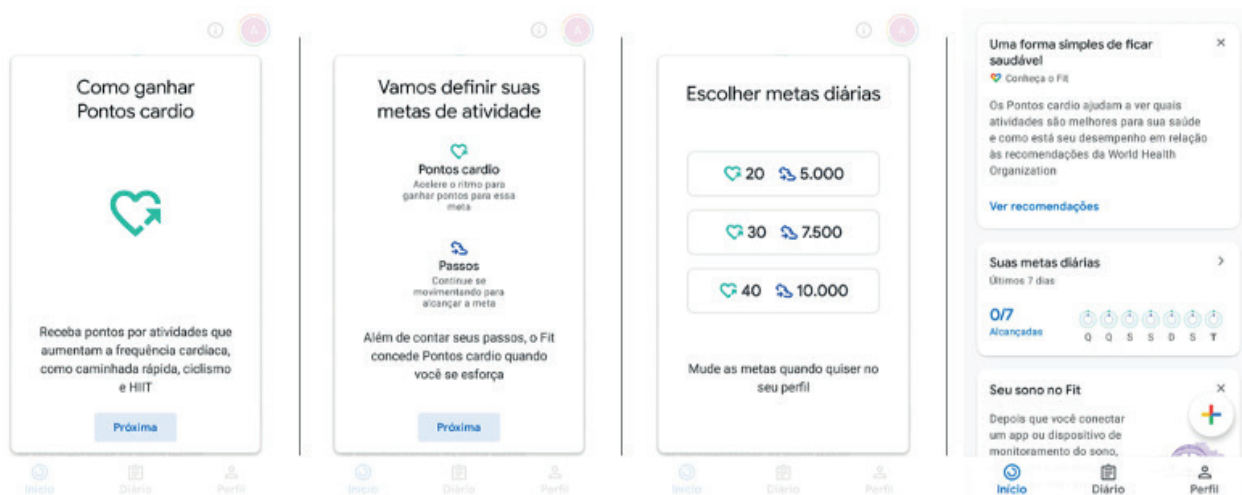 A
Como ganhar
Pontos cardio
Receba pontos por atividades que
aumentam a frequência cardíaca,
como caminhada rápida, ciclismo
e HIIT
Próxima
Início
Diário
Perfil
A
Vamos definir suas
metas de atividade
Pontos cardio
Acelere o ritmo para
ganhar pontos para essa
meta
Passos
Continue se
movimentando para
alcançar a meta
Além de contar seus passos, o Fit
concede Pontos cardio quando
você se esforça
Próxima
Início
Diário
Perfil
A
Escolher metas diárias
20 5.000
30 7.500
40 10.000
Mude as metas quando quiser no
seu perfil
Início
Diário
Perfil
Uma forma simples de ficar
saudável
Conheça o Fit
Os Pontos cardio ajudam a ver quais
atividades são melhores para sua saúde
e como está seu desempenho em relação
às recomendações da World Health
Organization
Ver recomendações
Suas metas diárias
Últimos 7 dias
0/7
Alcançadas
Q Q S S D S T
Seu sono no Fit
Depois que você conectar
um app ou dispositivo de
monitoramento do sono,
Início
Diário
Perfil